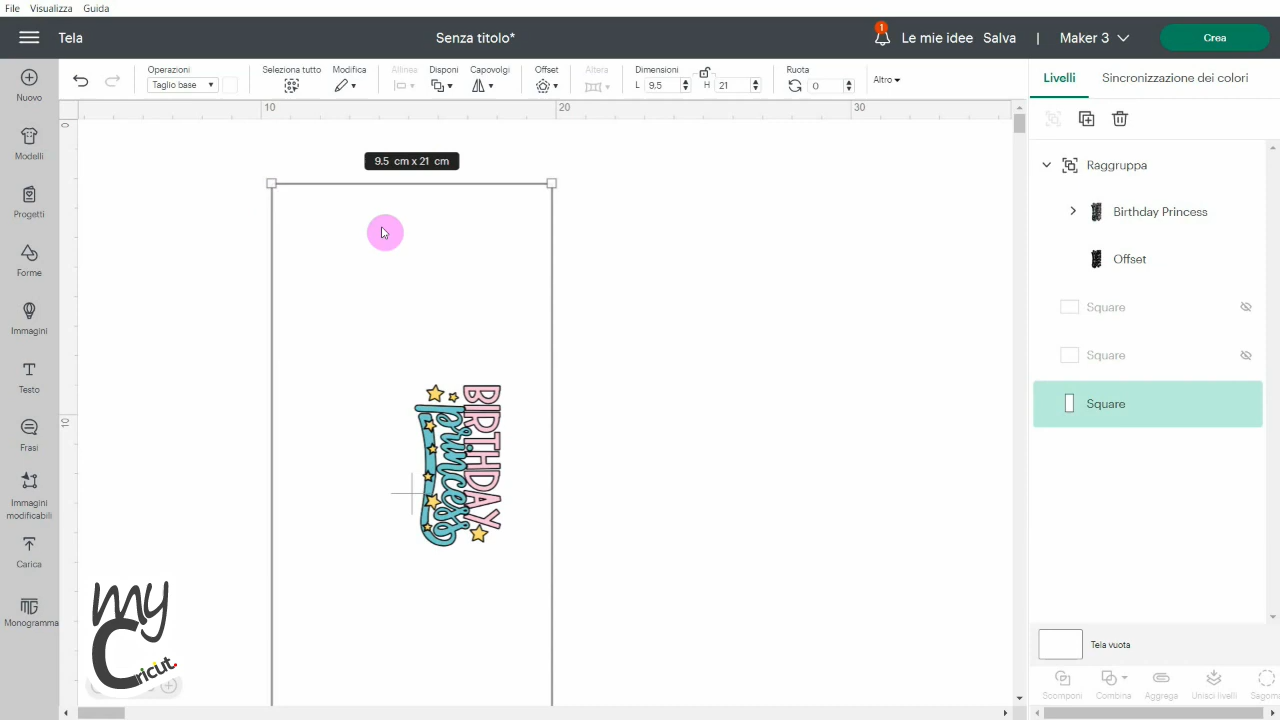 File Visualizza Guida
Tela
Senza titolo*
1
Le mie idee Salva | Maker 3
Crea
Operazioni
Taglio base
Seleziona tutto
Modifica
Allinea
Disponi
Capovolgi
Offset
Altera
Dimensioni
L 9.5
H 21
Ruota
0
Altro
Livelli
Sincronizzazione dei colori
Nuovo
Modelli
Progetti
Forme
Immagini
Testo
Frasi
Immagini
modificabili
Carica
Monogramma
10
20
30
0
10
9.5 cm x 21 cm
BIRTHDAY
princess
my
Cricut.
Raggruppa
Birthday Princess
Offset
Square
Square
Square
Tela vuota
Scomponi
Combina
Aggrega
Unisci livelli
Sagoma